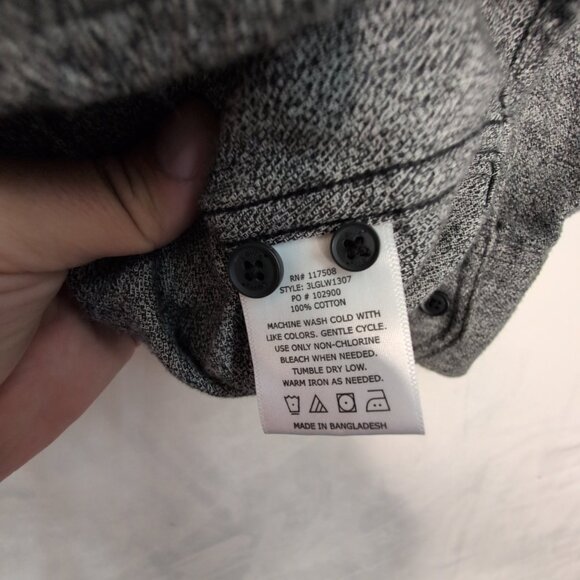 RN# 117508
STYLE: 3LGLW1307
PO # 102900
100% COTTON
MACHINE WASH COLD WITH
LIKE COLORS. GENTLE CYCLE.
USE ONLY NON-CHLORINE
BLEACH WHEN NEEDED.
TUMBLE DRY LOW.
WARM IRON AS NEEDED.
MADE IN BANGLADESH